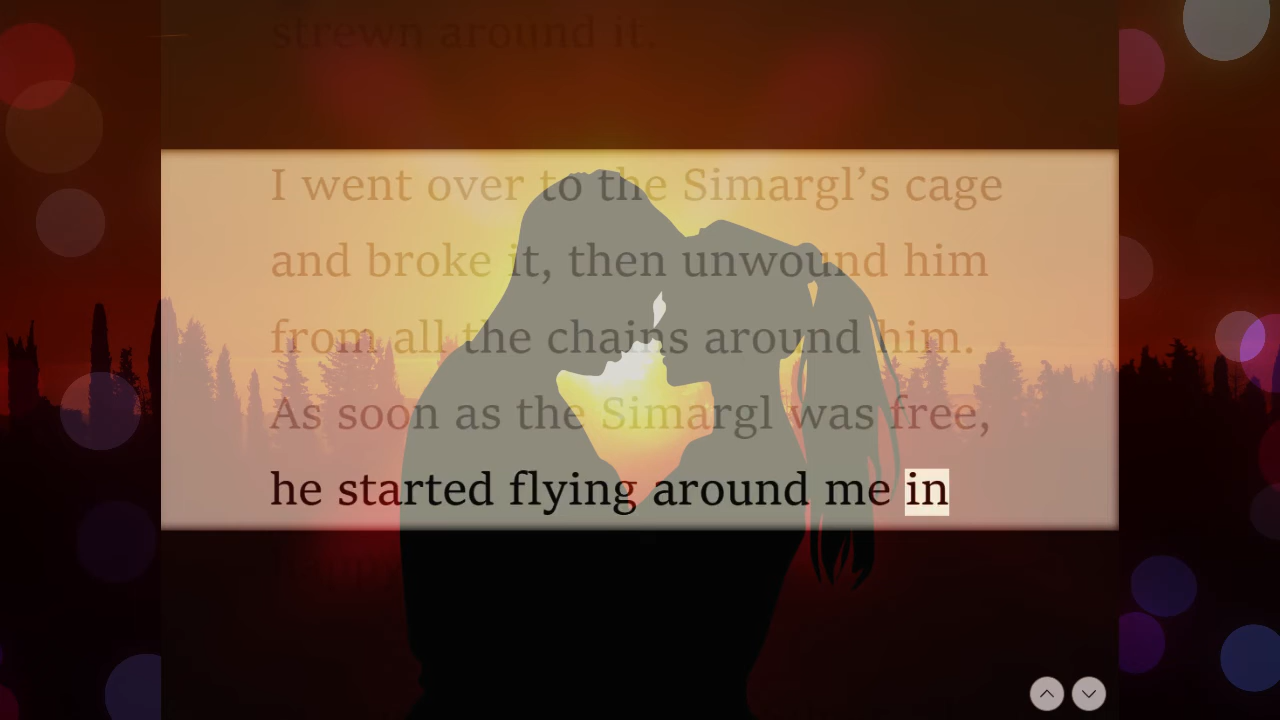 strewn around it.
I went over to the Simargl’s cage
and broke it, then unwound him
from all the chains around him.
As soon as the Simargl was free,
he started flying around me in